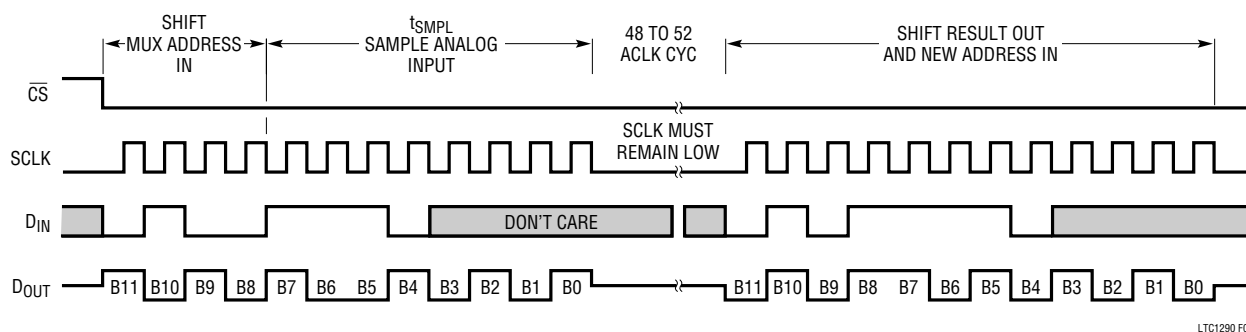 SHIFT
MUX ADDRESS
IN
tSMPL
SAMPLE ANALOG
INPUT
48 TO 52
ACLK CYC
SHIFT RESULT OUT
AND NEW ADDRESS IN
CS
SCLK
SCLK MUST
REMAIN LOW
DIN
DON'T CARE
DOUT
B11 B10 B9 B8 B7 B6 B5 B4 B3 B2 B1 B0
B11 B10 B9 B8 B7 B6 B5 B4 B3 B2 B1 B0
LTC1290 F0